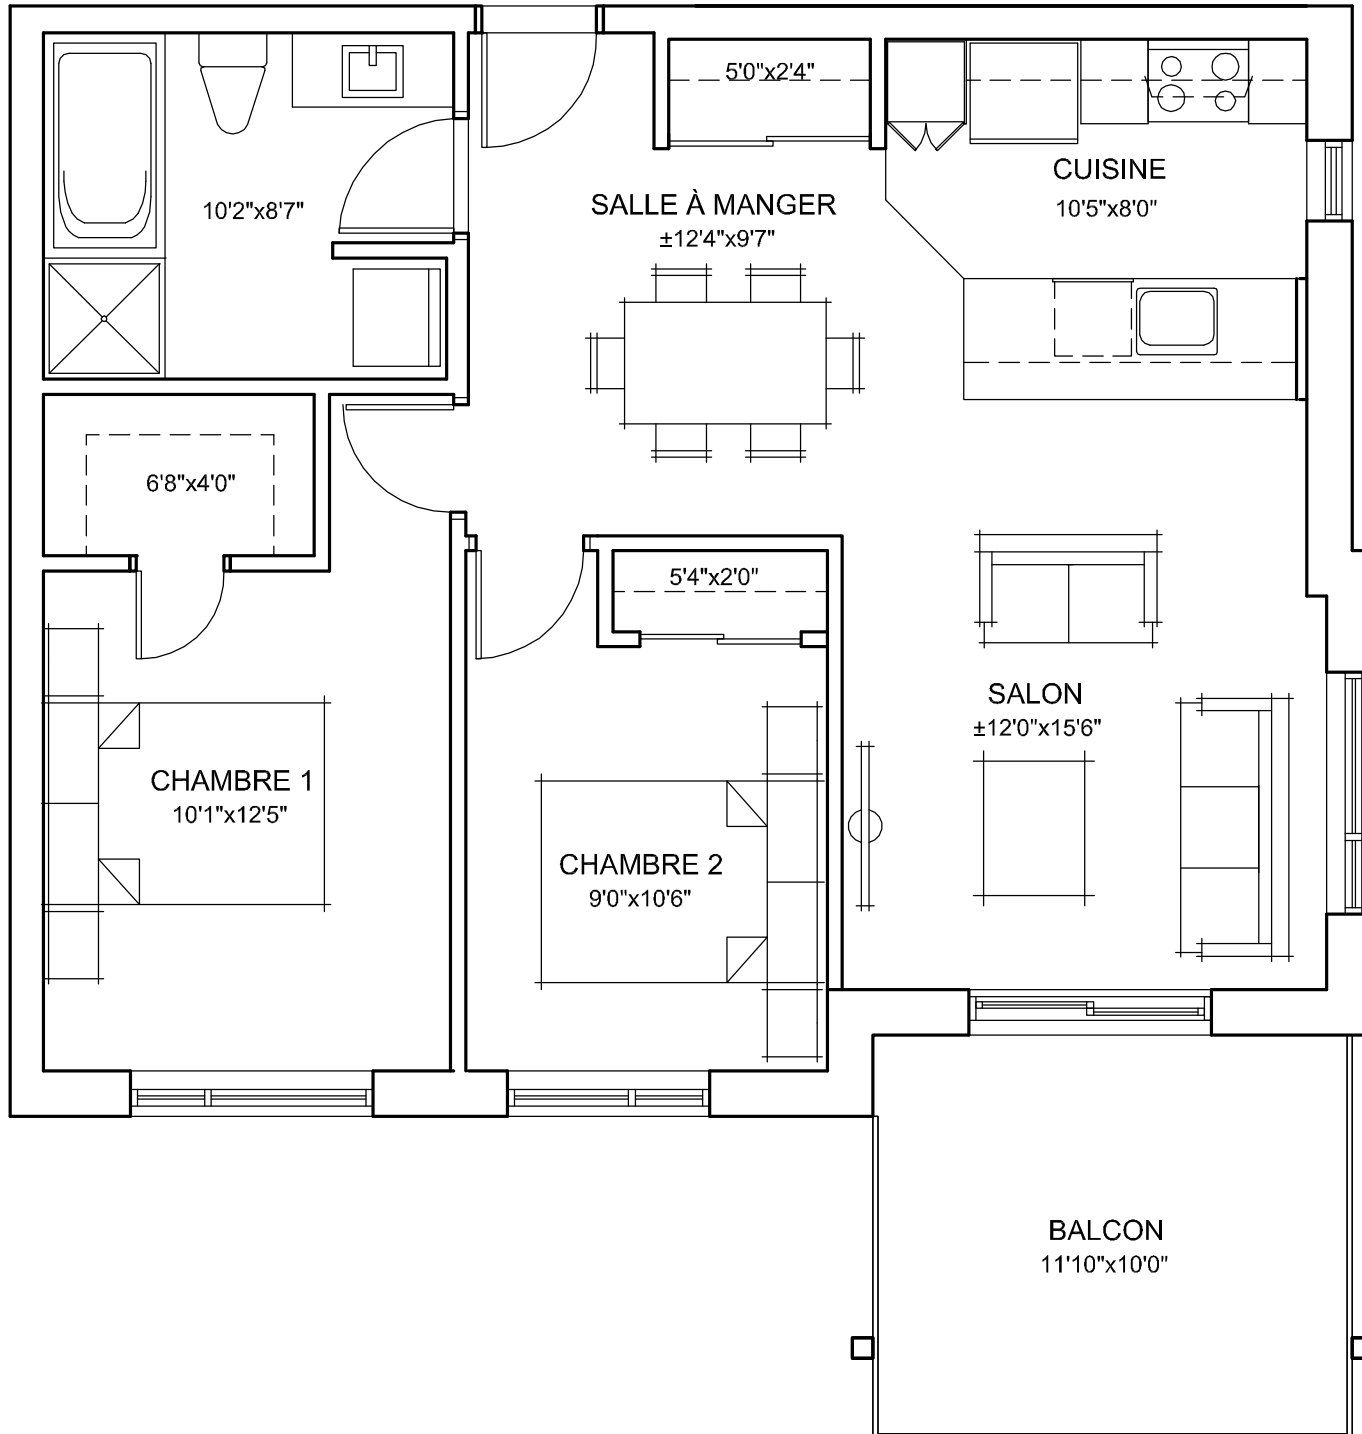 5'0"x2'4"
CUISINE
10'5"x8'0"
SALLE À MANGER
±12'4"x9'7"
10'2"x8'7"
6'8"x4'0"
5'4"x2'0"
SALON
±12'0"x15'6"
CHAMBRE 1
10'1"x12'5"
CHAMBRE 2
9'0"x10'6"
BALCON
11'10"x10'0"